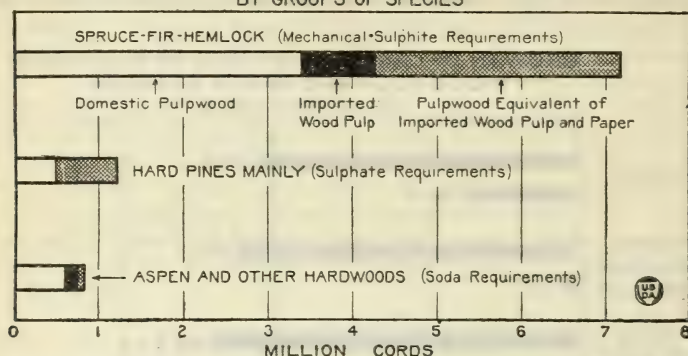 BY GROUPS OF SPECIES
SPRUCE-FIR-HEMLOCK (Mechanical-Sulphite Requirements)
Domestic Pulpwood
Imported
Wood Pulp
Pulpwood Equivalent of
Imported Wood Pulp and Paper
HARD PINES MAINLY (Sulphate Requirements)
ASPEN AND OTHER HARDWOODS (Soda Requirements)
U.S.
D.A.
0 1 2 3 4 5 6 7 8
MILLION CORDS